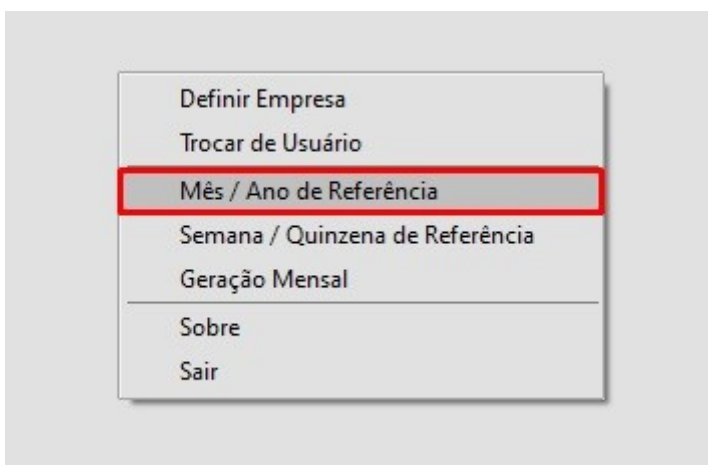 Definir Empresa
Trocar de Usuário
Mês / Ano de Referência
Semana / Quinzena de Referência
Geração Mensal
Sobre
Sair